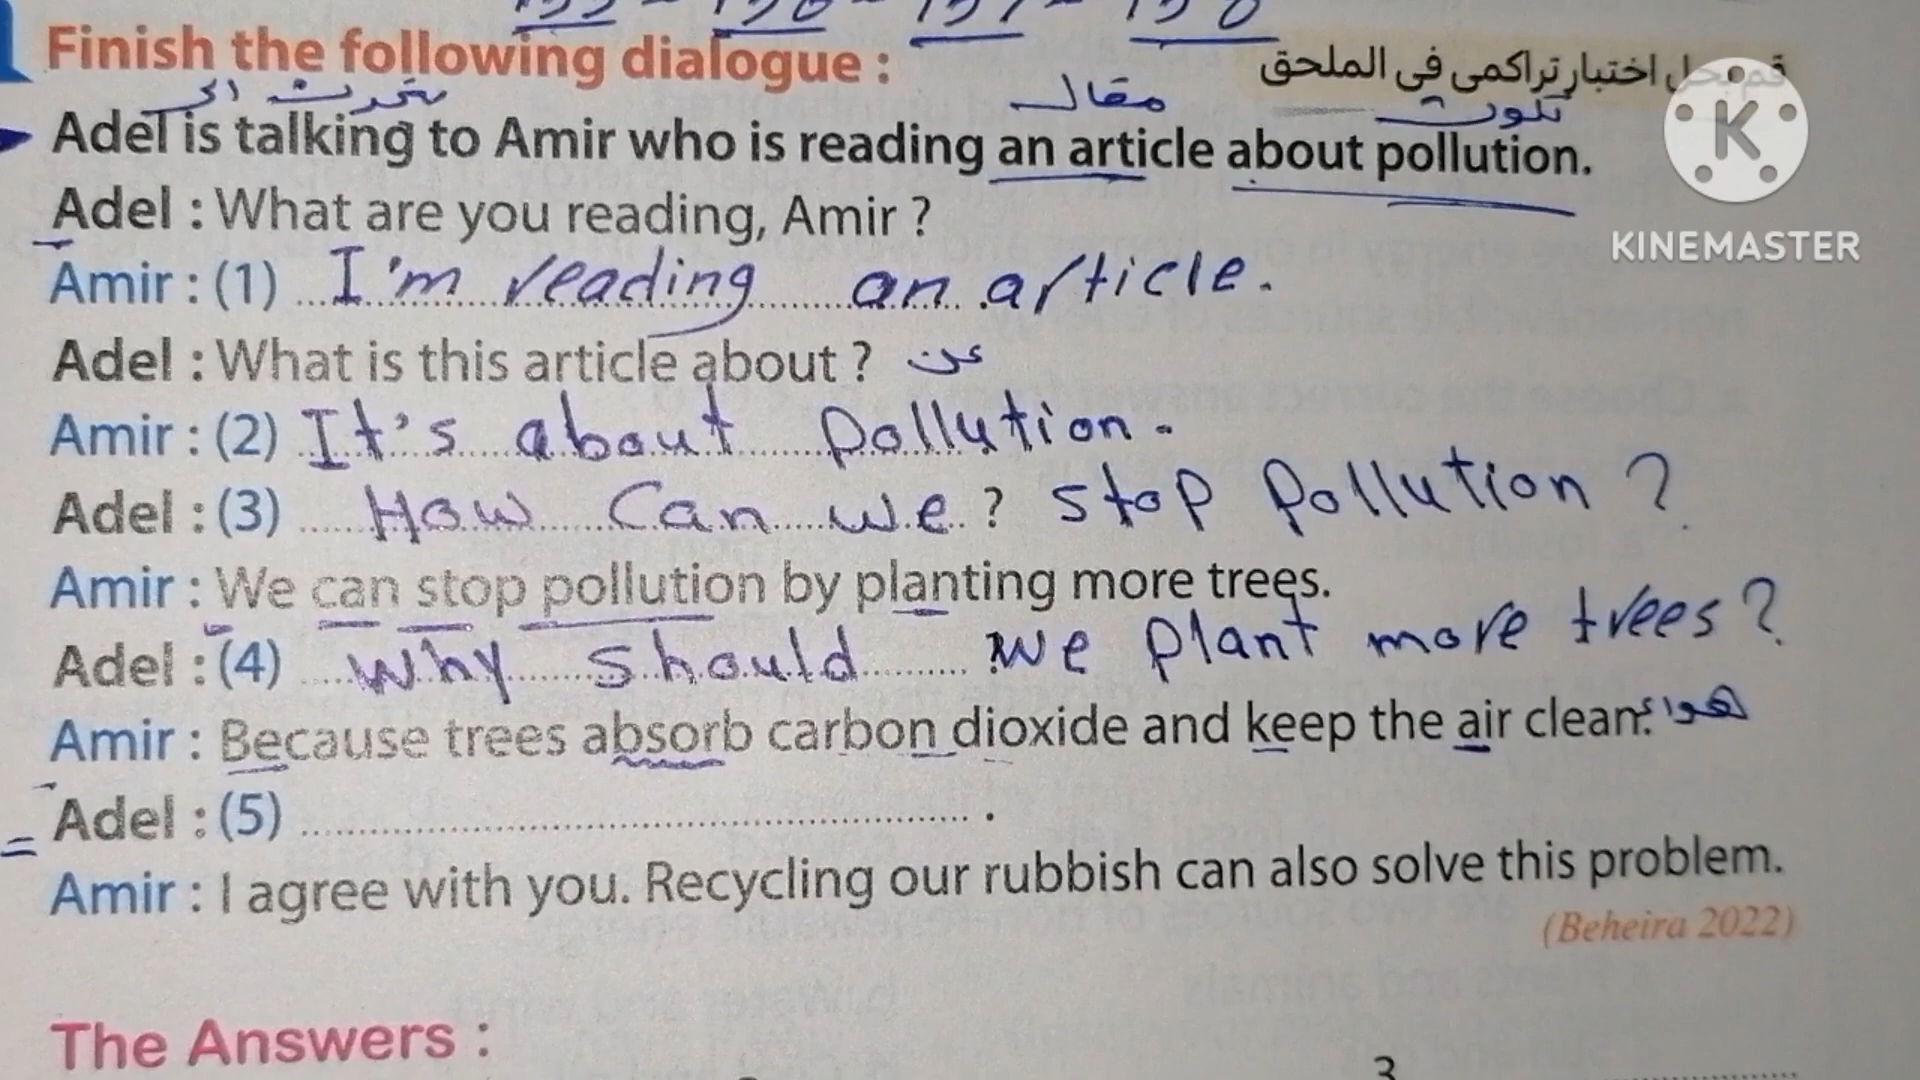 Finish the following dialogue :
قم بحل اختبار تراكمى فى الملحق
مقال
تلوث
Adel is talking to Amir who is reading an article about pollution.
K
KINEMASTER
Adel : What are you reading, Amir ?
Amir : (1) I'm reading an article.
Adel : What is this article about ? عن
Amir : (2) It's about pollution.
Adel : (3) How can we ? stop pollution ?
Amir : We can stop pollution by planting more trees.
Adel : (4) Why should we plant more trees ?
Amir : Because trees absorb carbon dioxide and keep the air clean. هواء
Adel : (5) .
Amir : I agree with you. Recycling our rubbish can also solve this problem.
(Beheira 2022)
The Answers :
3